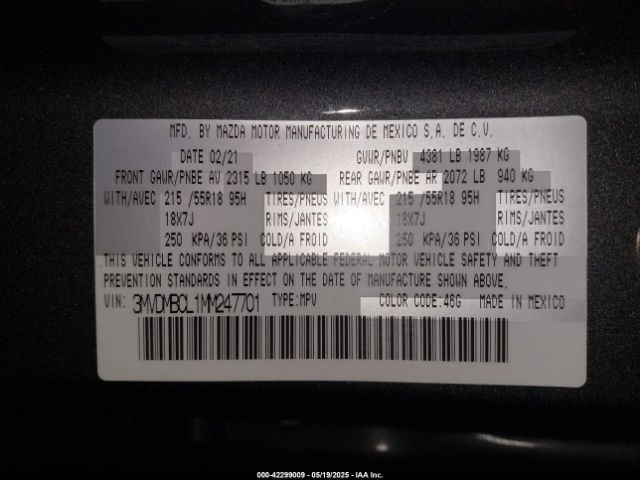 MFD. BY MAZDA MOTOR MANUFACTURING DE MEXICO S.A. DE C.V.
DATE 02/21 GVWR/PNBV 4381 LB 1987 KG
FRONT GAWR/PNBE AV 2315 LB 1050 KG REAR GAWR/PNBE AR 2072 LB 940 KG
WITH/AVEC 215 /55R18 95H TIRES/PNEUS WITH/AVEC 215 /55R18 95H TIRES/PNEUS
18X7J RIMS/JANTES 18X7J RIMS/JANTES
250 KPA/36 PSI COLD/A FROID 250 KPA/36 PSI COLD/A FROID
THIS VEHICLE CONFORMS TO ALL APPLICABLE FEDERAL MOTOR VEHICLE SAFETY AND THEFT
PREVENTION STANDARDS IN EFFECT ON THE DATE OF MANUFACTURE SHOWN ABOVE.
VIN: 3MVDMBCL1MM247701 TYPE:MPV COLOR CODE:46G MADE IN MEXICO
000-42299009 - 05/19/2025 - IAA Inc.